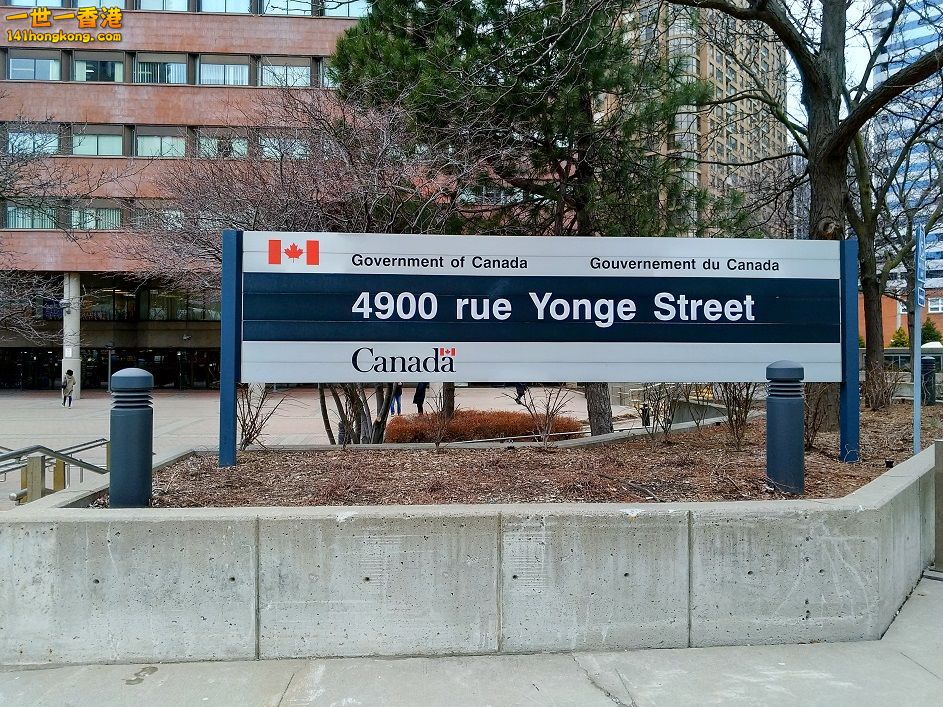 一世一香港
141hongkong.com
Government of Canada Gouvernement du Canada
4900 rue Yonge Street
Canada